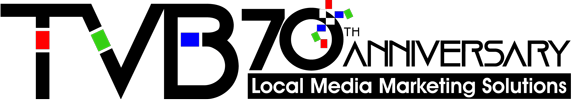 TVB 70TH ANNIVERSARY
Local Media Marketing Solutions